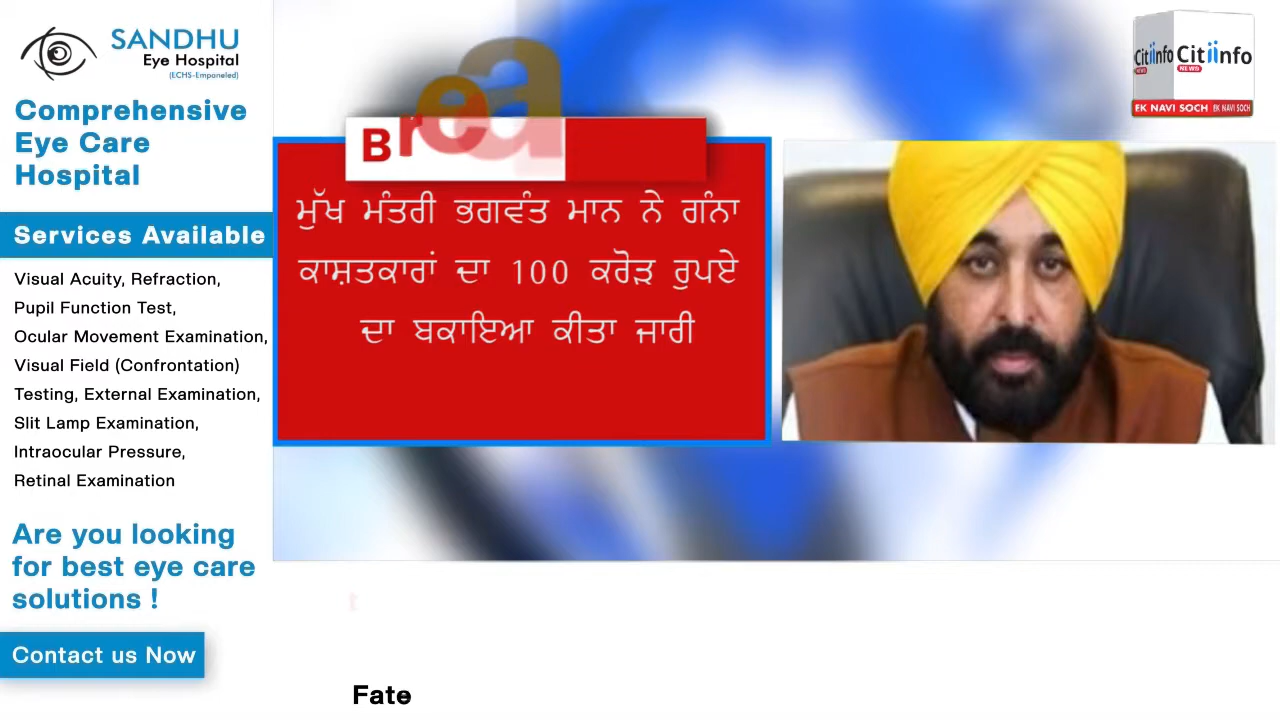 SANDHU
Eye Hospital
(ECHS-Empaneled)
Comprehensive
Eye Care
Hospital
Services Available
Visual Acuity, Refraction,
Pupil Function Test,
Ocular Movement Examination,
Visual Field (Confrontation)
Testing, External Examination,
Slit Lamp Examination,
Intraocular Pressure,
Retinal Examination
Are you looking
for best eye care
solutions !
Contact us Now
Brea
ਮੁੱਖ ਮੰਤਰੀ ਭਗਵੰਤ ਮਾਨ ਨੇ ਗੰਨਾ
ਕਾਸ਼ਤਕਾਰਾਂ ਦਾ 100 ਕਰੋੜ ਰੁਪਏ
ਦਾ ਬਕਾਇਆ ਕੀਤਾ ਜਾਰੀ
Citiinfo Citiinfo
NEWS NEWS
EK NAVI SOCH EK NAVI SOCH
t
Fate